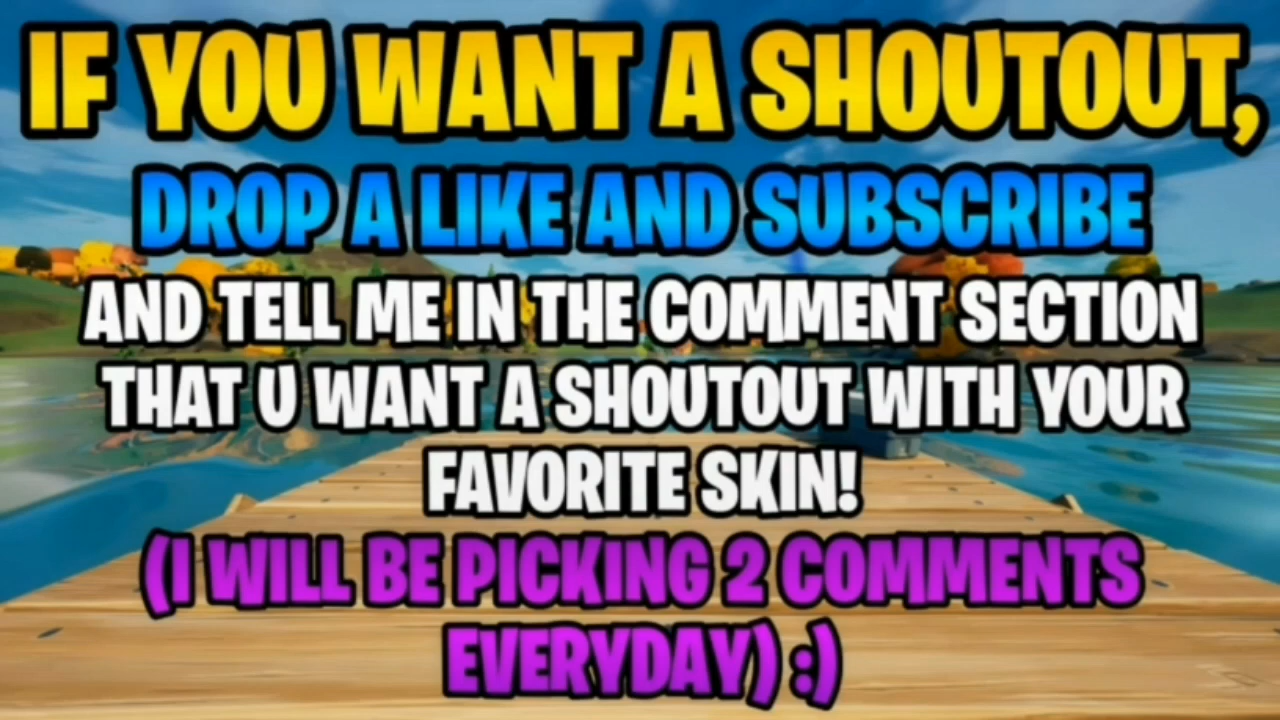 IF YOU WANT A SHOUTOUT,
DROP A LIKE AND SUBSCRIBE
AND TELL ME IN THE COMMENT SECTION
THAT U WANT A SHOUTOUT WITH YOUR
FAVORITE SKIN!
(I WILL BE PICKING 2 COMMENTS
EVERYDAY) :)